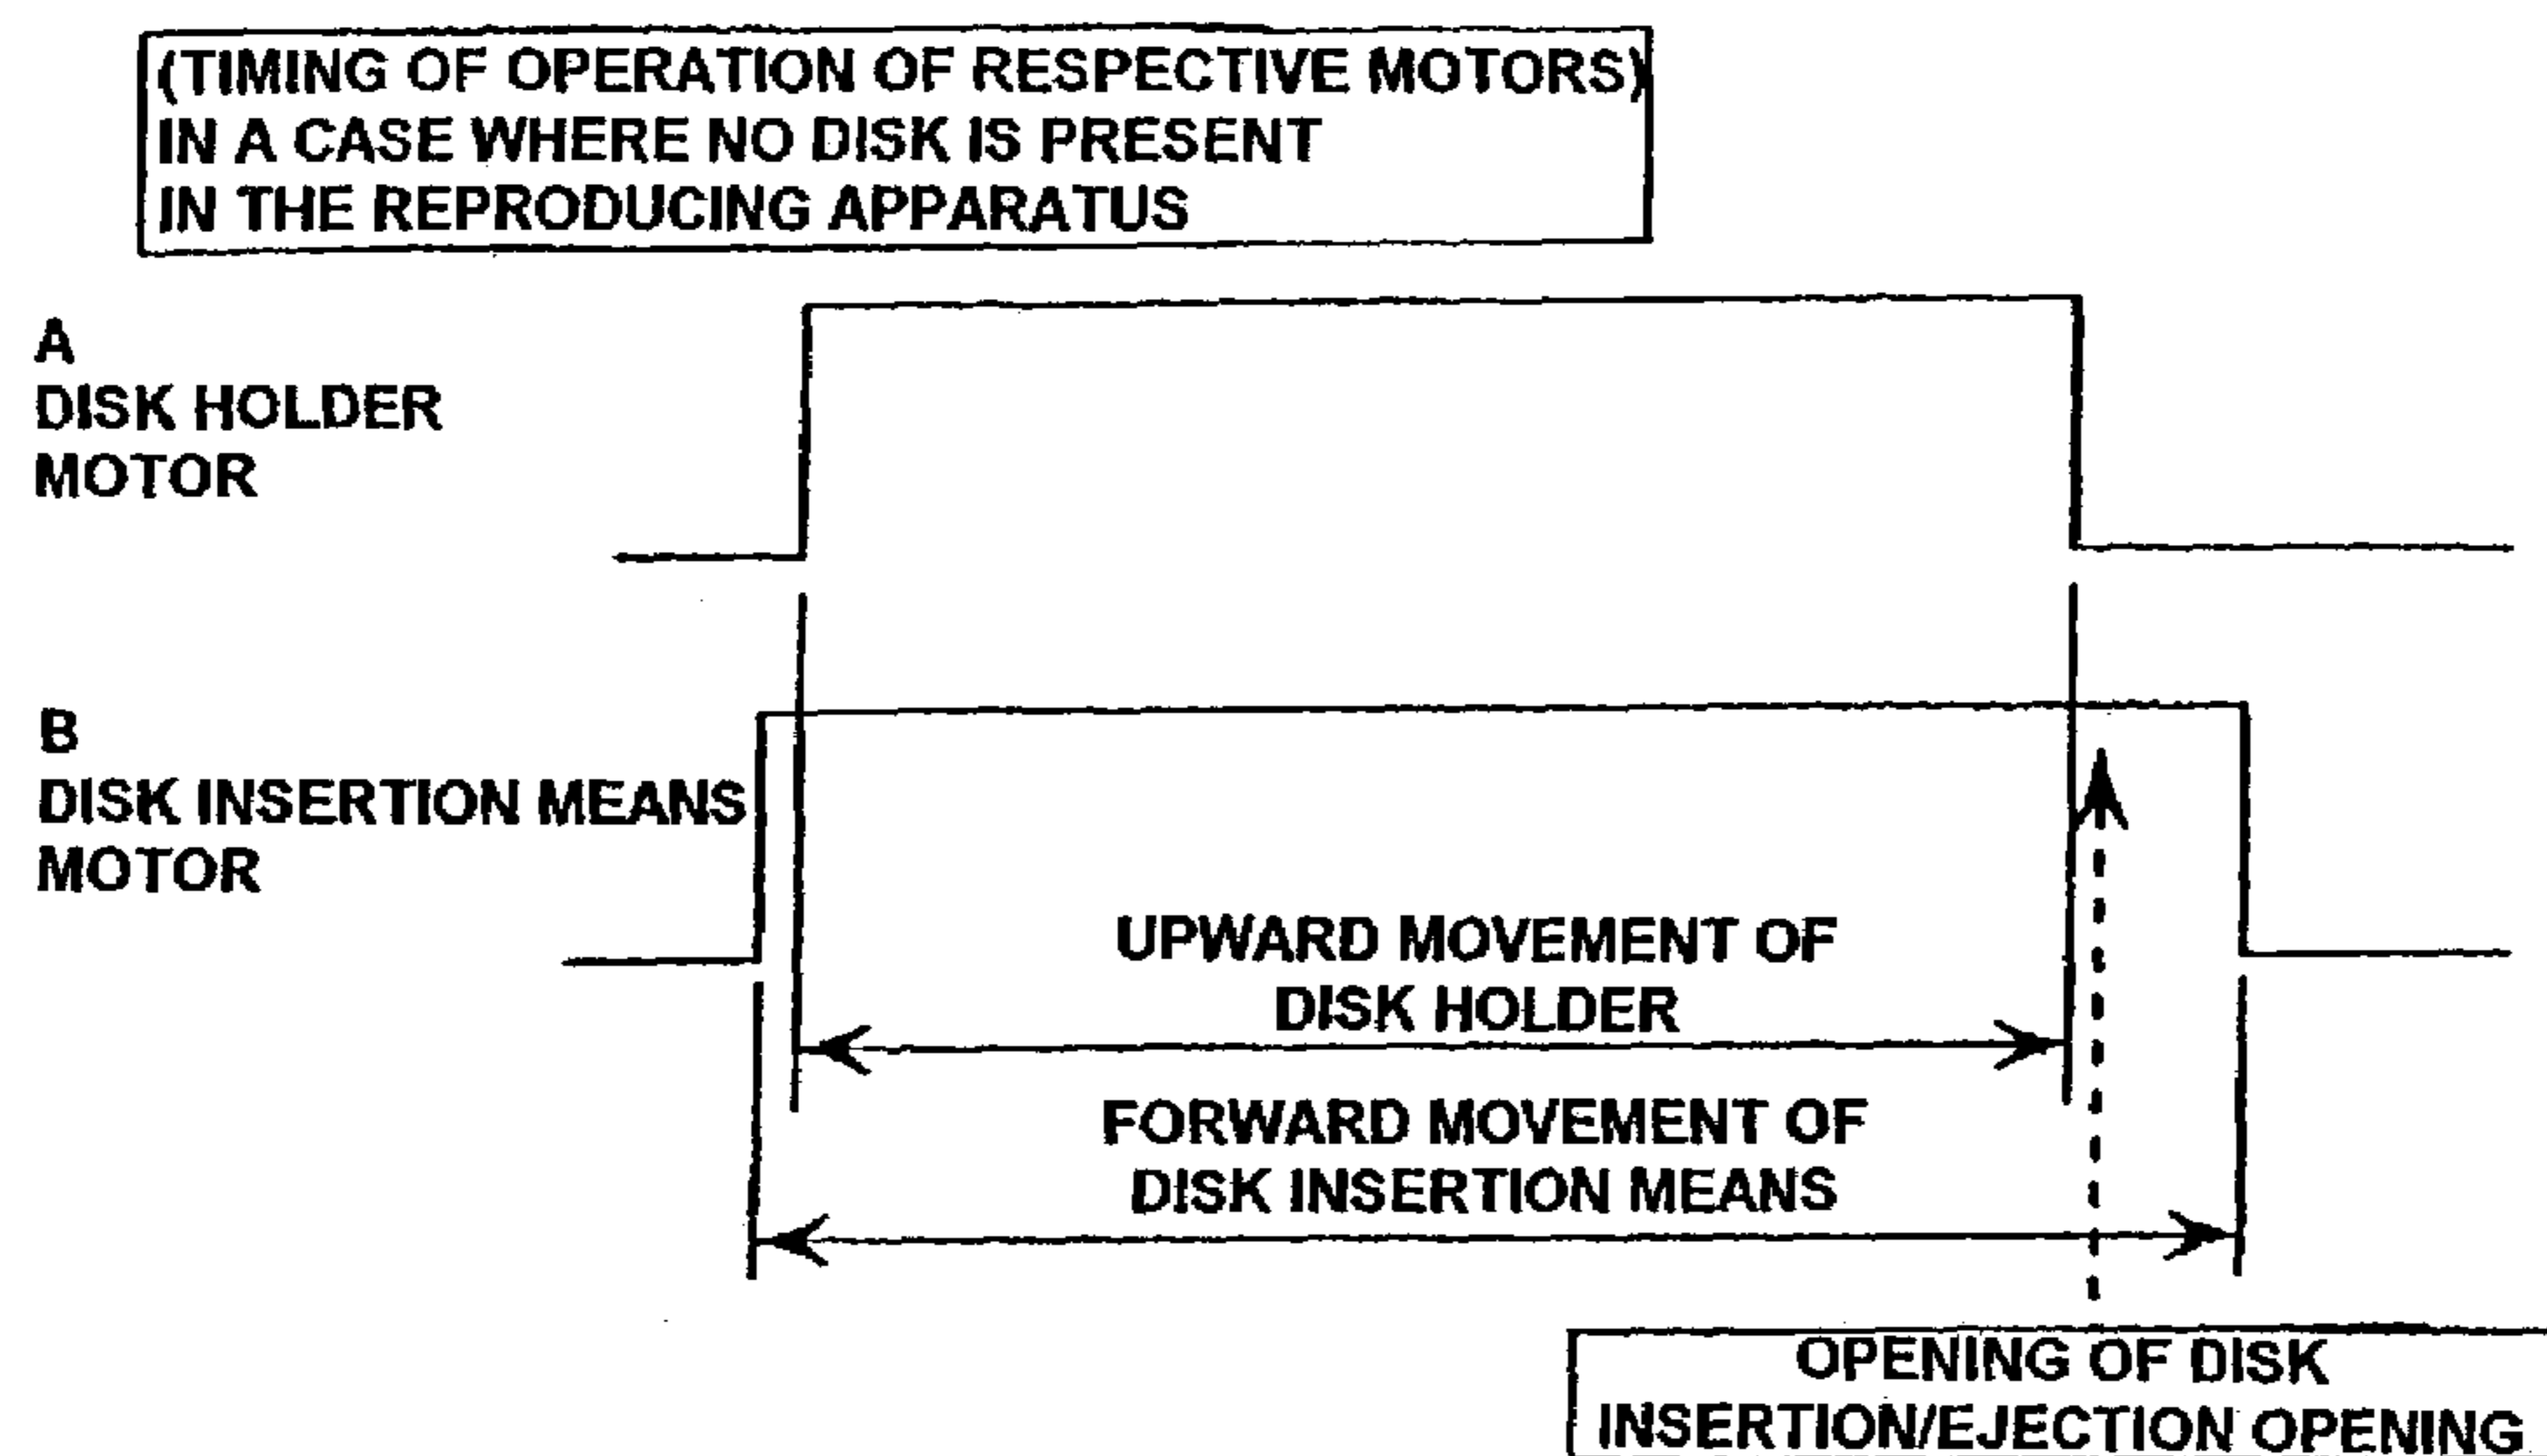 (TIMING OF OPERATION OF RESPECTIVE MOTORS)
IN A CASE WHERE NO DISK IS PRESENT
IN THE REPRODUCING APPARATUS
A
DISK HOLDER
MOTOR
B
DISK INSERTION MEANS
MOTOR
UPWARD MOVEMENT OF
DISK HOLDER
FORWARD MOVEMENT OF
DISK INSERTION MEANS
OPENING OF DISK
INSERTION/EJECTION OPENING